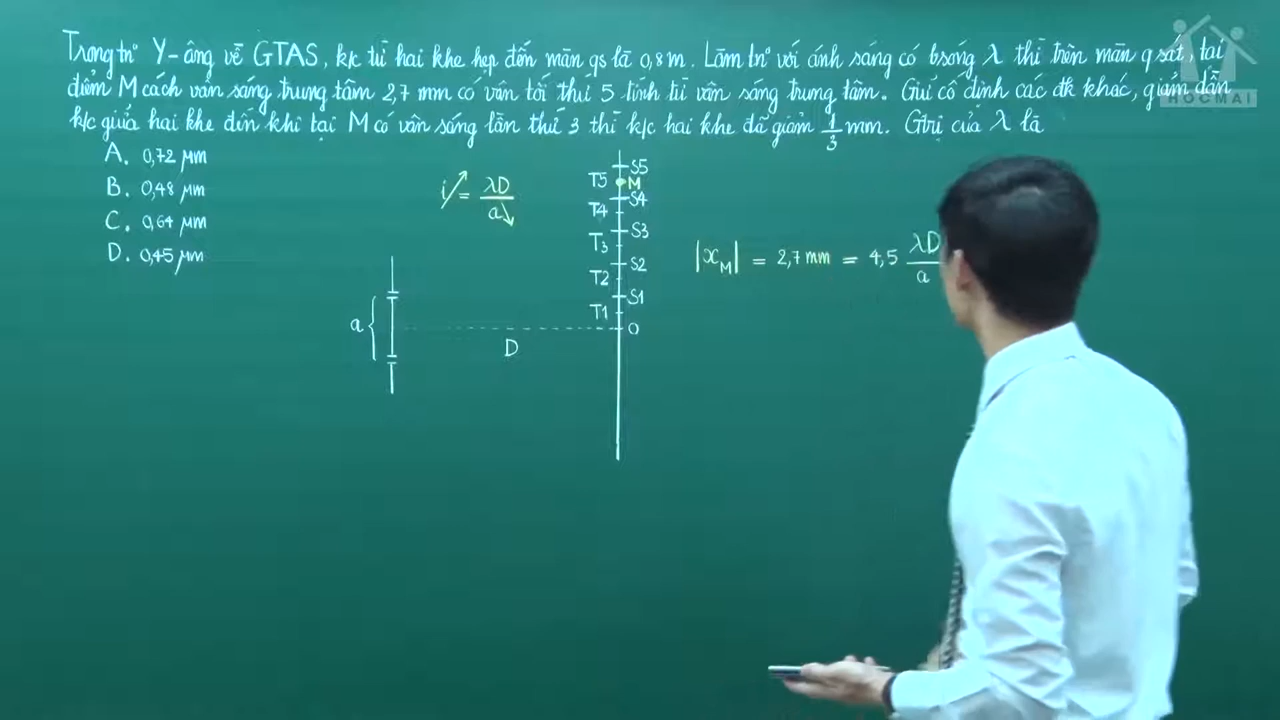 Trong tn° Y-âng về GTAS, k/c từ hai khe hẹp đến màn qs là 0,8 m. Làm tn° với ánh sáng có bsóng λ thì trên màn q sát, tại
điểm M cách vân sáng trung tâm 2,7 mm có vân tối thứ 5 tính từ vân sáng trung tâm. Giữ cố định các đk khác, giảm dần
k/c giữa hai khe đến khi tại M có vân sáng lần thứ 3 thì k/c hai khe đã giảm 1/3 mm. Gtrị của λ là
A. 0,72 μm
B. 0,48 μm
C. 0,64 μm
D. 0,45 μm
i = λD/a
S5
T5 M
S4
T4
S3
T3
S2
T2
S1
T1
O
a
D
|x_M| = 2,7 mm = 4,5 λD/a
HOCMAI